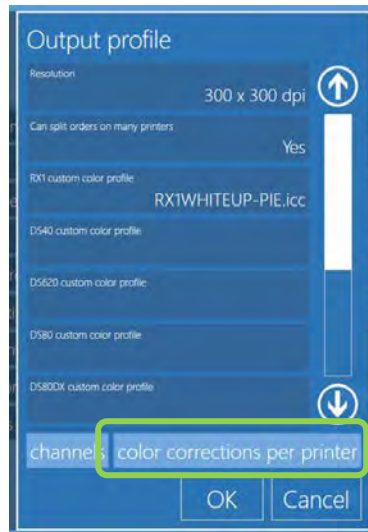 Output profile
Resolution
300 x 300 dpi
Can split orders on many printers
Yes
RX1 custom color profile
RX1WHITEUP-PIE.icc
DS40 custom color profile
DS620 custom color profile
DS80 custom color profile
DS80DX custom color profile
channels color corrections per printer
OK Cancel